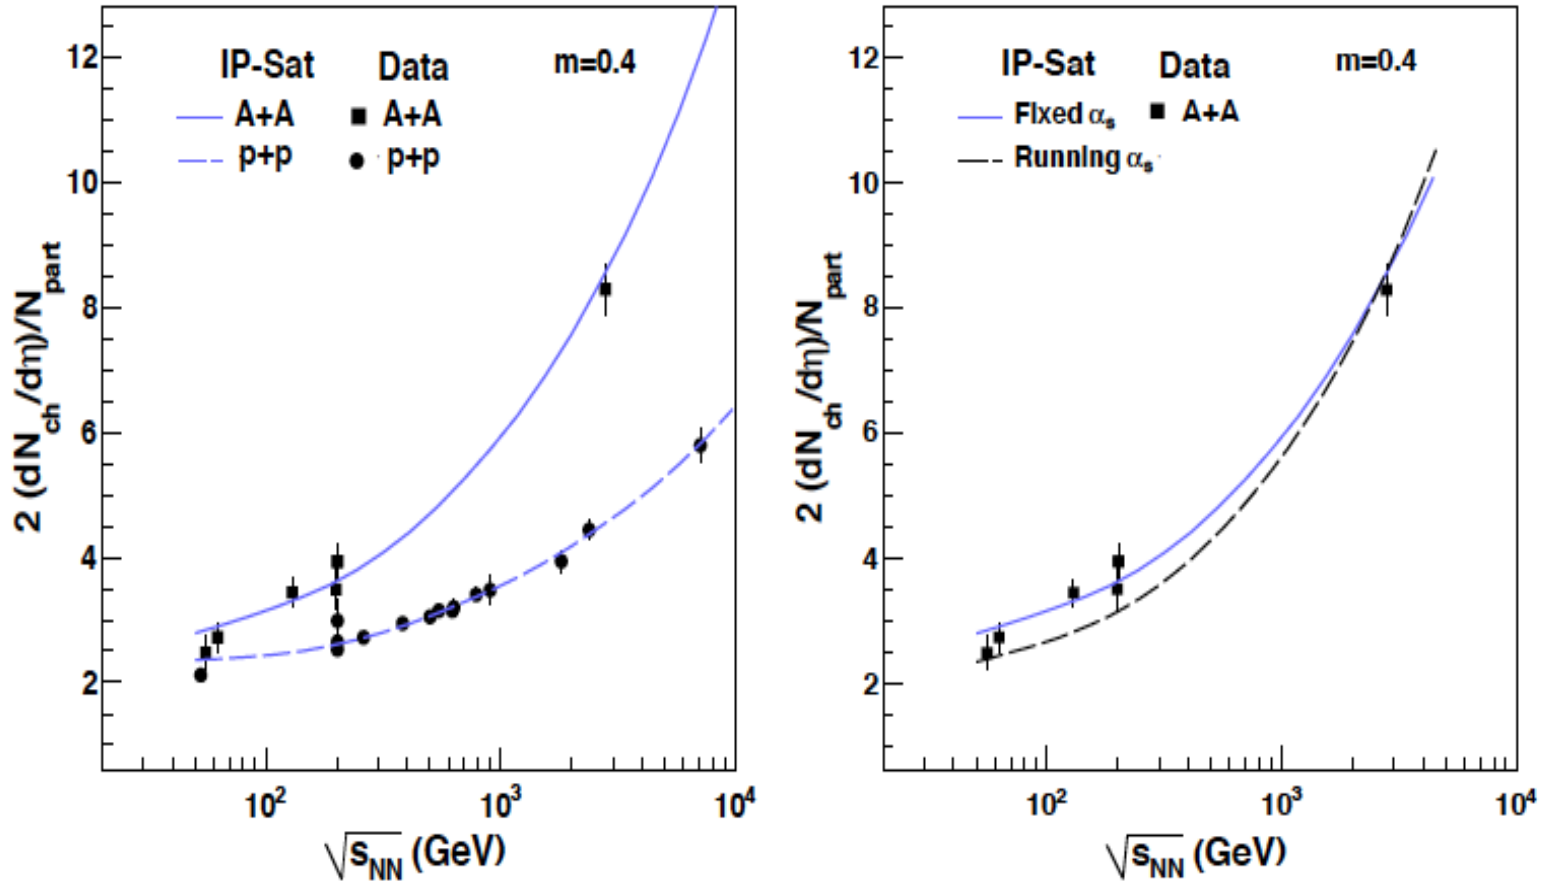 IP-Sat Data m=0.4
A+A A+A
p+p p+p
12
10
8
6
4
2
2 (dN_ch/dη)/N_part
10^2 10^3 10^4
√s_NN (GeV)
IP-Sat Data m=0.4
Fixed α_s A+A
Running α_s
12
10
8
6
4
2
2 (dN_ch/dη)/N_part
10^2 10^3 10^4
√s_NN (GeV)